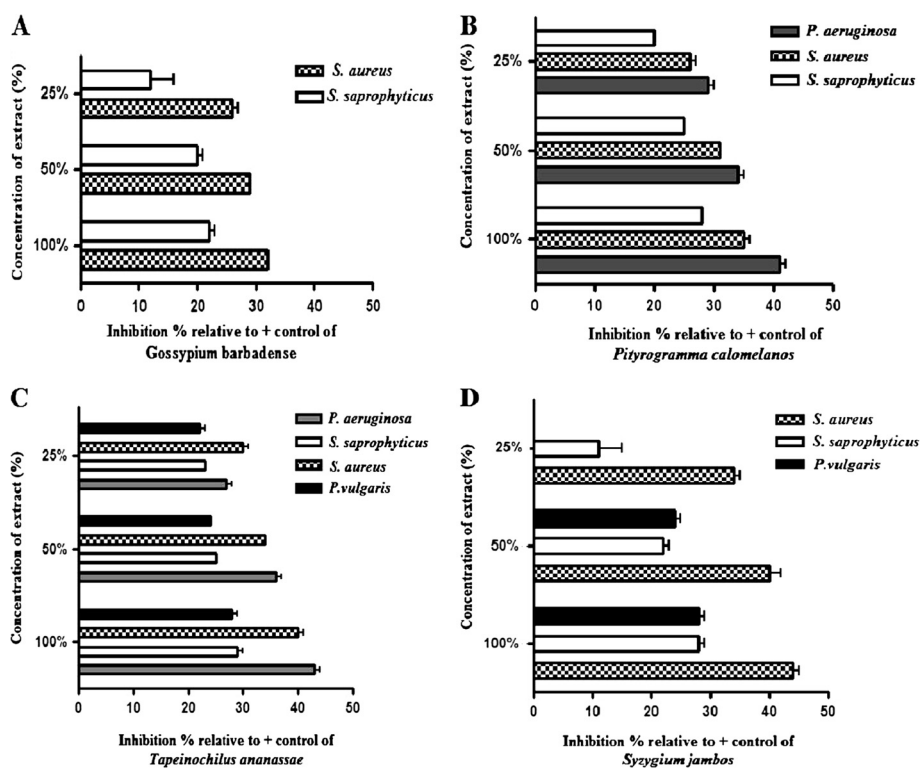 A
Concentration of extract (%)
25%
50%
100%
0 10 20 30 40 50
Inhibition % relative to + control of
Gossypium barbadense
S. aureus
S. saprophyticus
B
Concentration of extract (%)
25%
50%
100%
0 10 20 30 40 50
Inhibition % relative to + control of
Pityrogramma calomelanos
P. aeruginosa
S. aureus
S. saprophyticus
C
Concentration of extract (%)
25%
50%
100%
0 10 20 30 40 50
Inhibition % relative to + control of
Tapeinochilus ananassae
P. aeruginosa
S. saprophyticus
S. aureus
P.vulgaris
D
Concentration of extract (%)
25%
50%
100%
0 10 20 30 40 50
Inhibition % relative to + control of
Syzygium jambos
S. aureus
S. saprophyticus
P.vulgaris